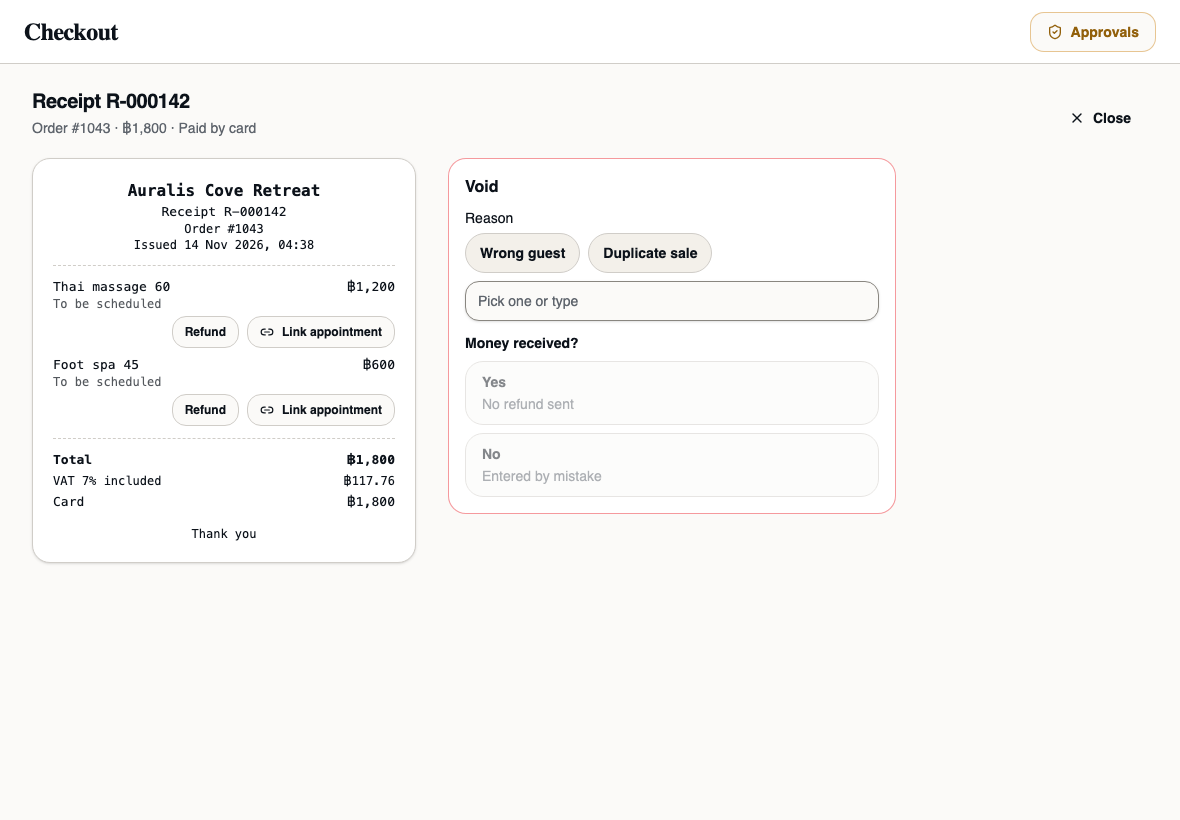 Checkout
Approvals
Receipt R-000142
Order #1043 · ฿1,800 · Paid by card
Close
Auralis Cove Retreat
Receipt R-000142
Order #1043
Issued 14 Nov 2026, 04:38
Thai massage 60 ฿1,200
To be scheduled
Refund Link appointment
Foot spa 45 ฿600
To be scheduled
Refund Link appointment
Total ฿1,800
VAT 7% included ฿117.76
Card ฿1,800
Thank you
Void
Reason
Wrong guest Duplicate sale
Pick one or type
Money received?
Yes
No refund sent
No
Entered by mistake